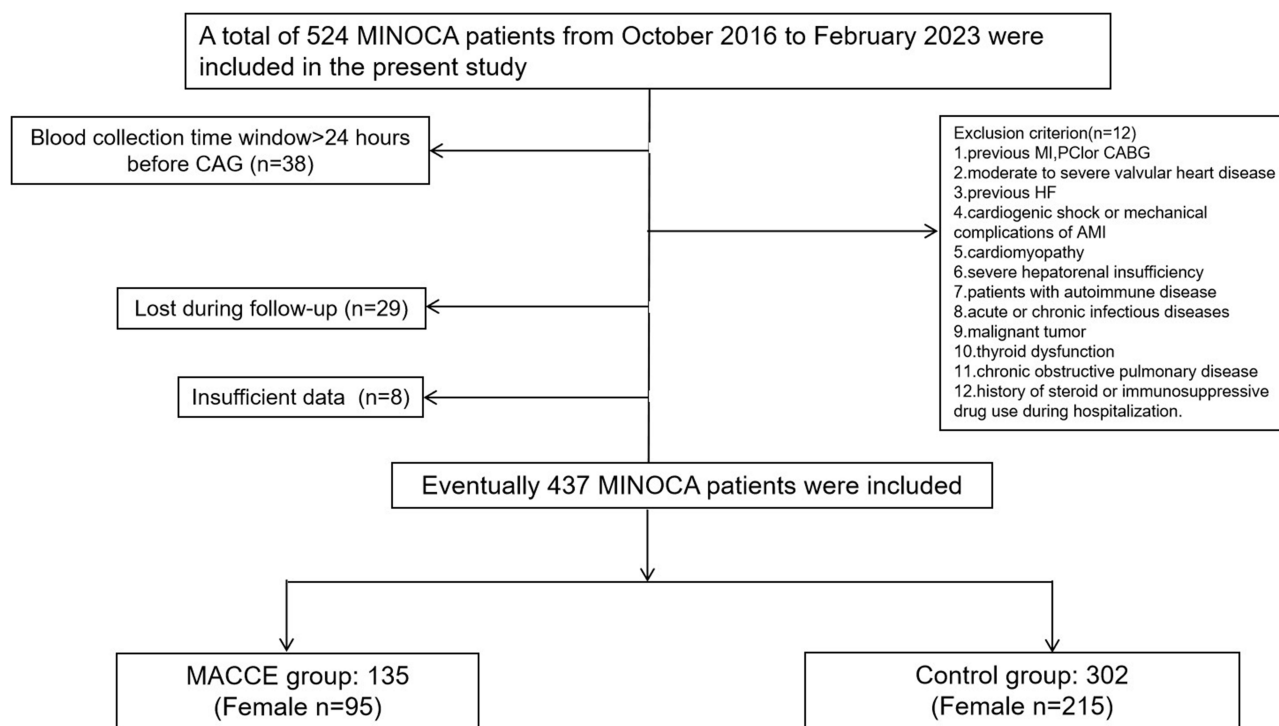 A total of 524 MINOCA patients from October 2016 to February 2023 were
included in the present study
Blood collection time window>24 hours
before CAG (n=38)
Exclusion criterion(n=12)
1.previous MI,PCIor CABG
2.moderate to severe valvular heart disease
3.previous HF
4.cardiogenic shock or mechanical
complications of AMI
5.cardiomyopathy
6.severe hepatorenal insufficiency
7.patients with autoimmune disease
8.acute or chronic infectious diseases
9.malignant tumor
10.thyroid dysfunction
11.chronic obstructive pulmonary disease
12.history of steroid or immunosuppressive
drug use during hospitalization.
Lost during follow-up (n=29)
Insufficient data (n=8)
Eventually 437 MINOCA patients were included
MACCE group: 135
(Female n=95)
Control group: 302
(Female n=215)